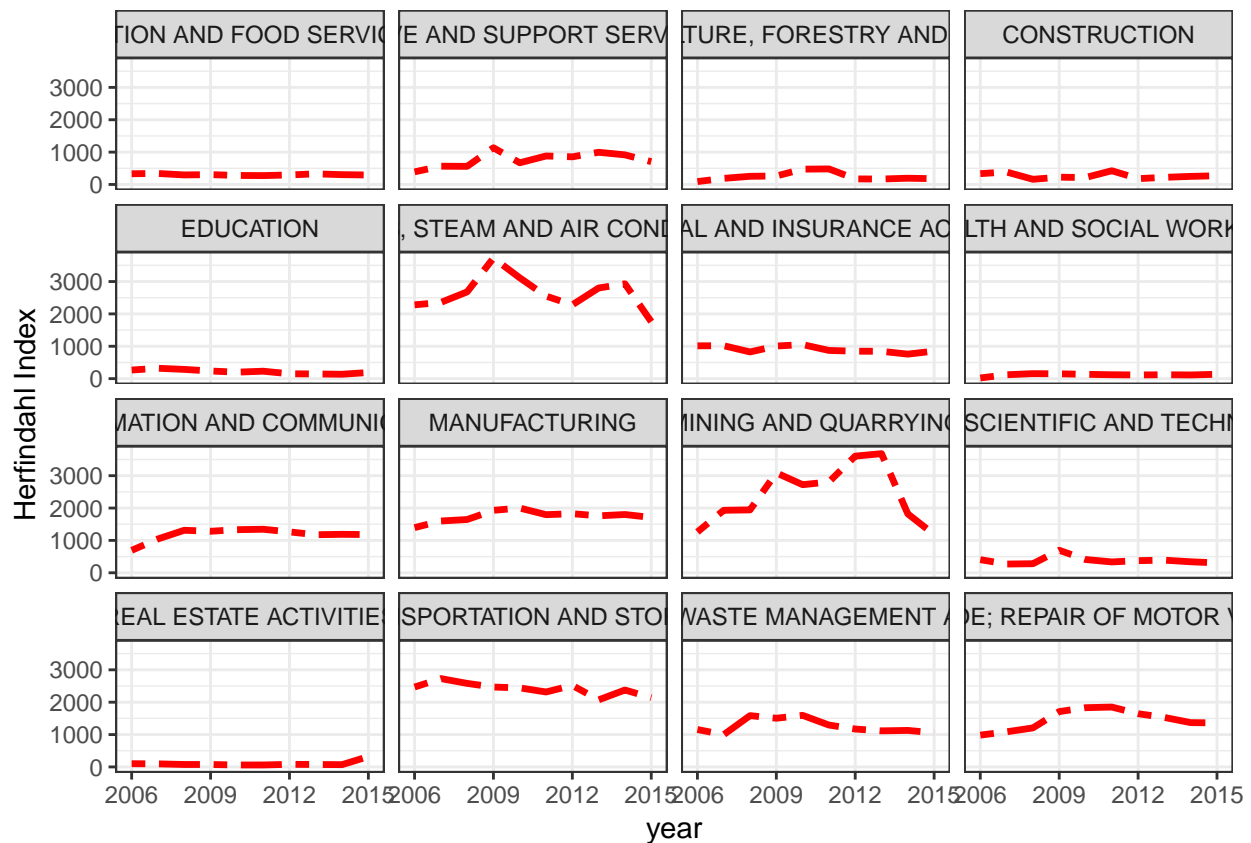 TION AND FOOD SERVIC
VE AND SUPPORT SERV
LTURE, FORESTRY AND
CONSTRUCTION
3000
2000
1000
0
EDUCATION
, STEAM AND AIR COND
AL AND INSURANCE AC
LTH AND SOCIAL WORK
3000
2000
1000
0
Herfindahl Index
MATION AND COMMUNIC
MANUFACTURING
MINING AND QUARRYING
SCIENTIFIC AND TECHN
3000
2000
1000
0
REAL ESTATE ACTIVITIES
SPORTATION AND STOR
WASTE MANAGEMENT A
DE; REPAIR OF MOTOR V
3000
2000
1000
0
2006 2009 2012 2015
2009 2012 2015
2009 2012 2015
2006 2009 2012 2015
year